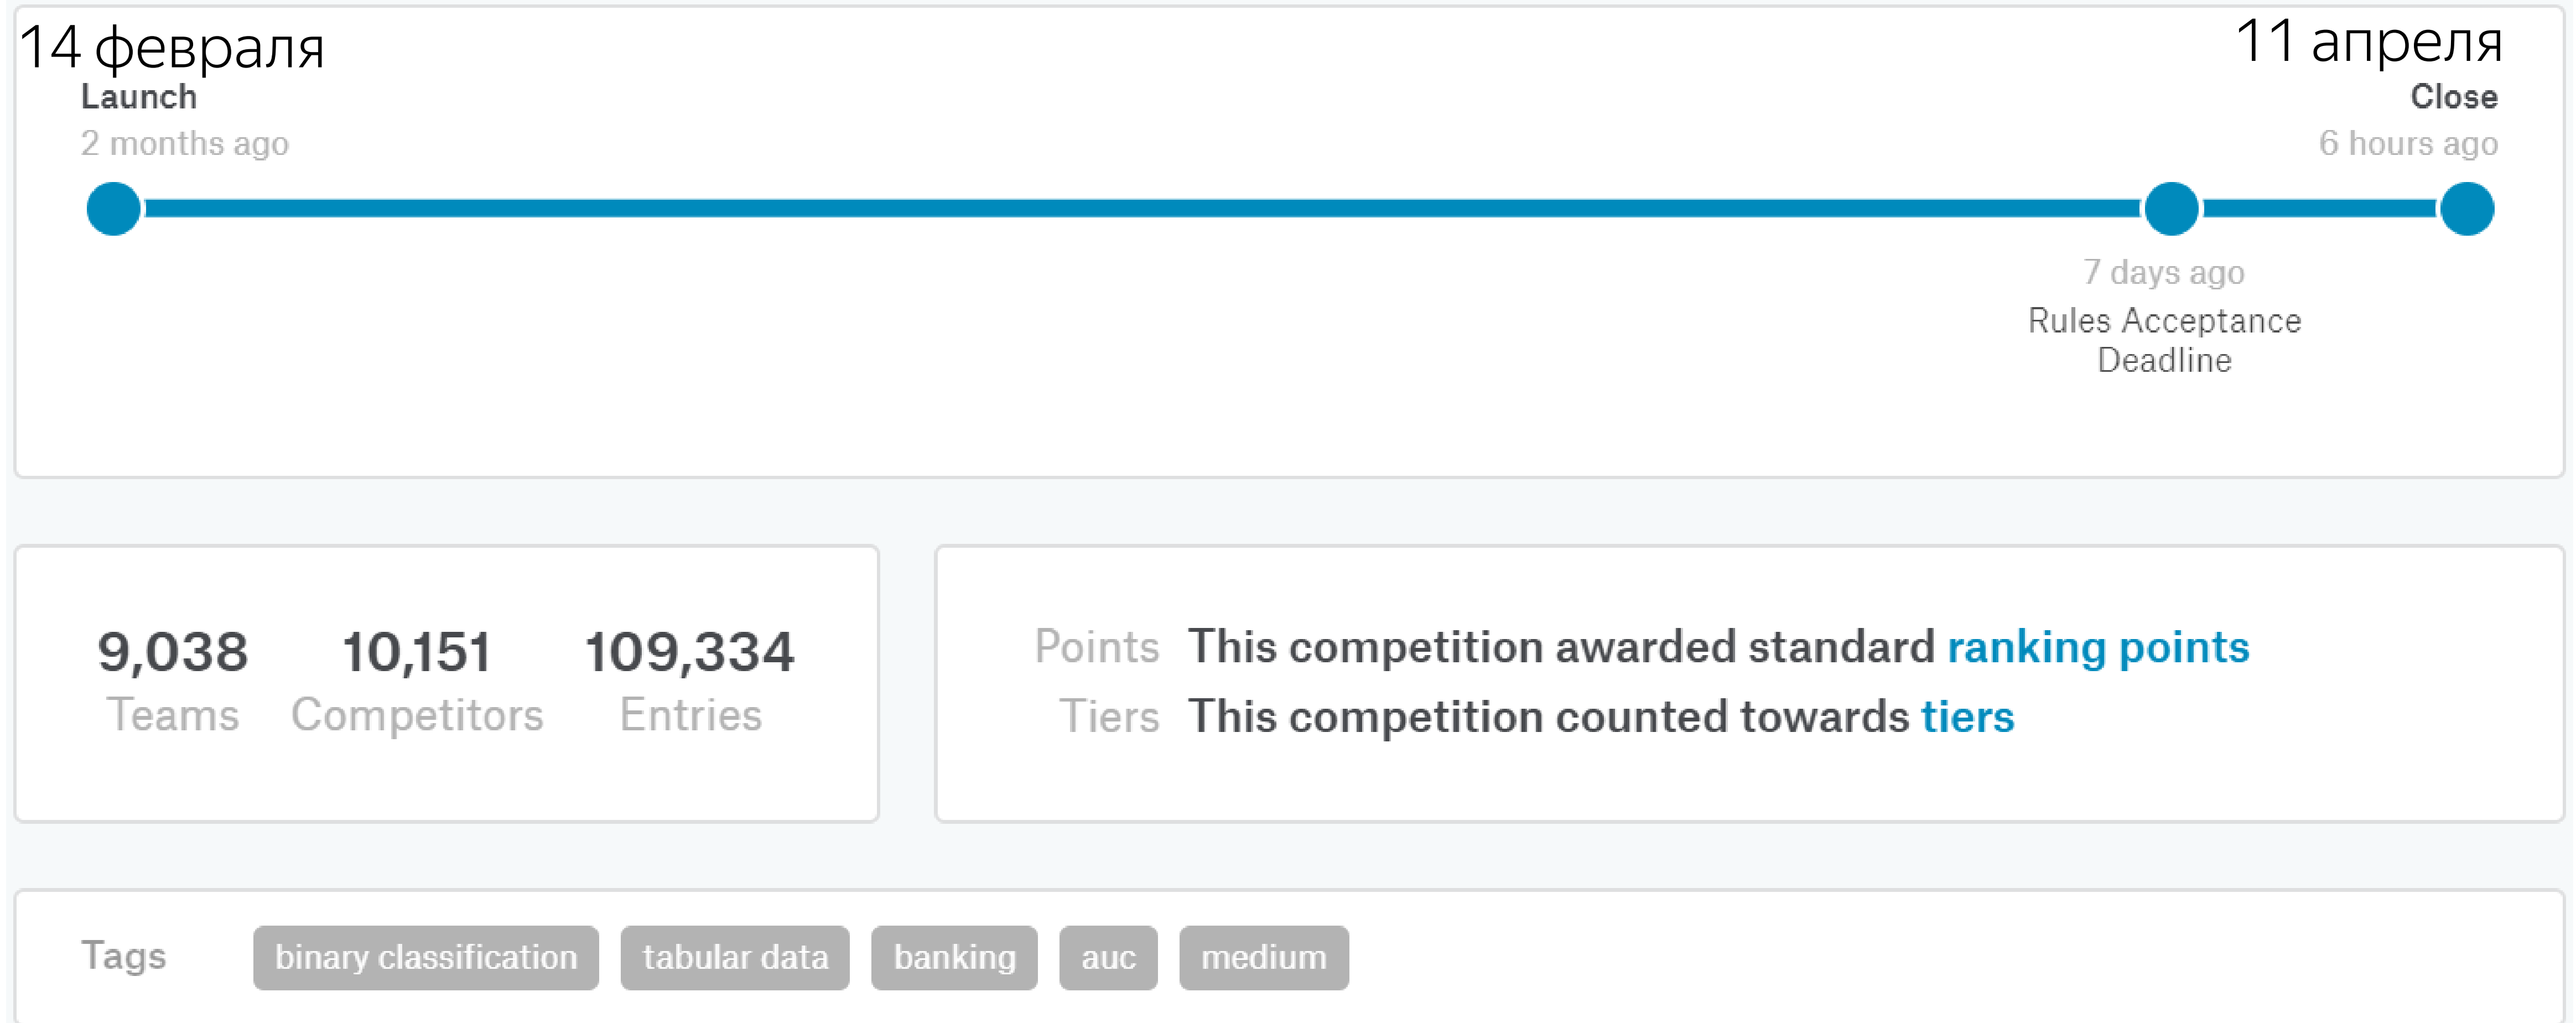 14 февраля
11 апреля
Launch
Close
2 months ago
6 hours ago
7 days ago
Rules Acceptance
Deadline
9,038
10,151
109,334
Teams
Competitors
Entries
Points This competition awarded standard ranking points
Tiers This competition counted towards tiers
Tags binary classification tabular data banking auc medium